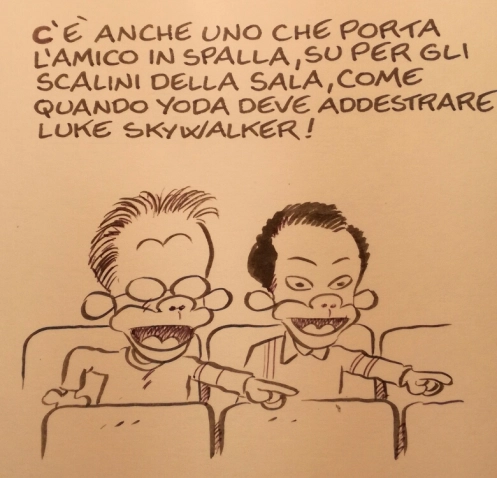 C'È ANCHE UNO CHE PORTA
L'AMICO IN SPALLA, SU PER GLI
SCALINI DELLA SALA, COME
QUANDO YODA DEVE ADDESTRARE
LUKE SKYWALKER!